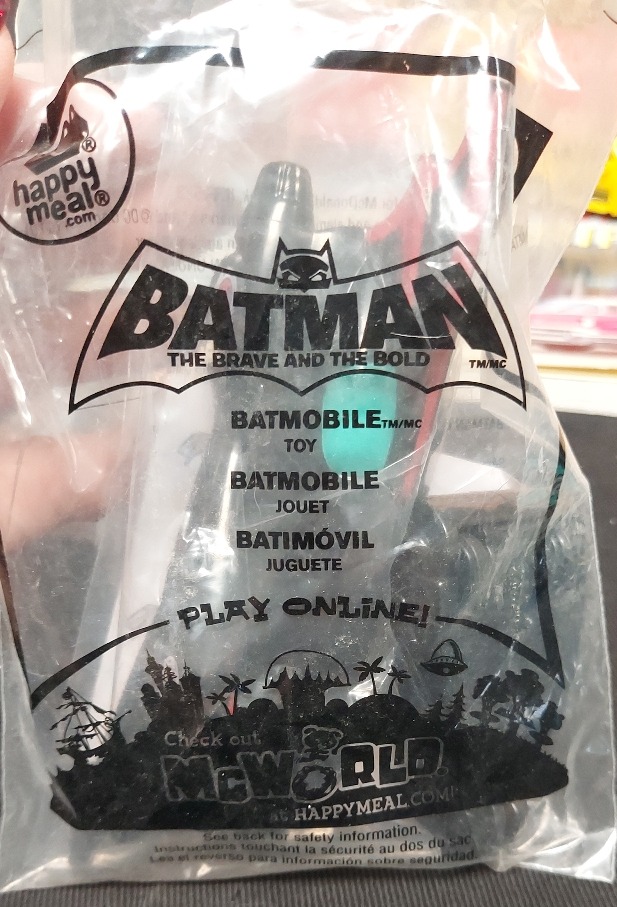 happy®
meal®
.com
BATMAN
THE BRAVE AND THE BOLD TM/MC
BATMOBILE TM/MC
TOY
BATMOBILE
JOUET
BATIMÓVIL
JUGUETE
PLAY ONLINE!
Check out
McWORLD
at HAPPYMEAL.COM!
See back for safety information.
Instructions touchant la sécurité au dos du sac
Lea el reverso para información sobre seguridad.